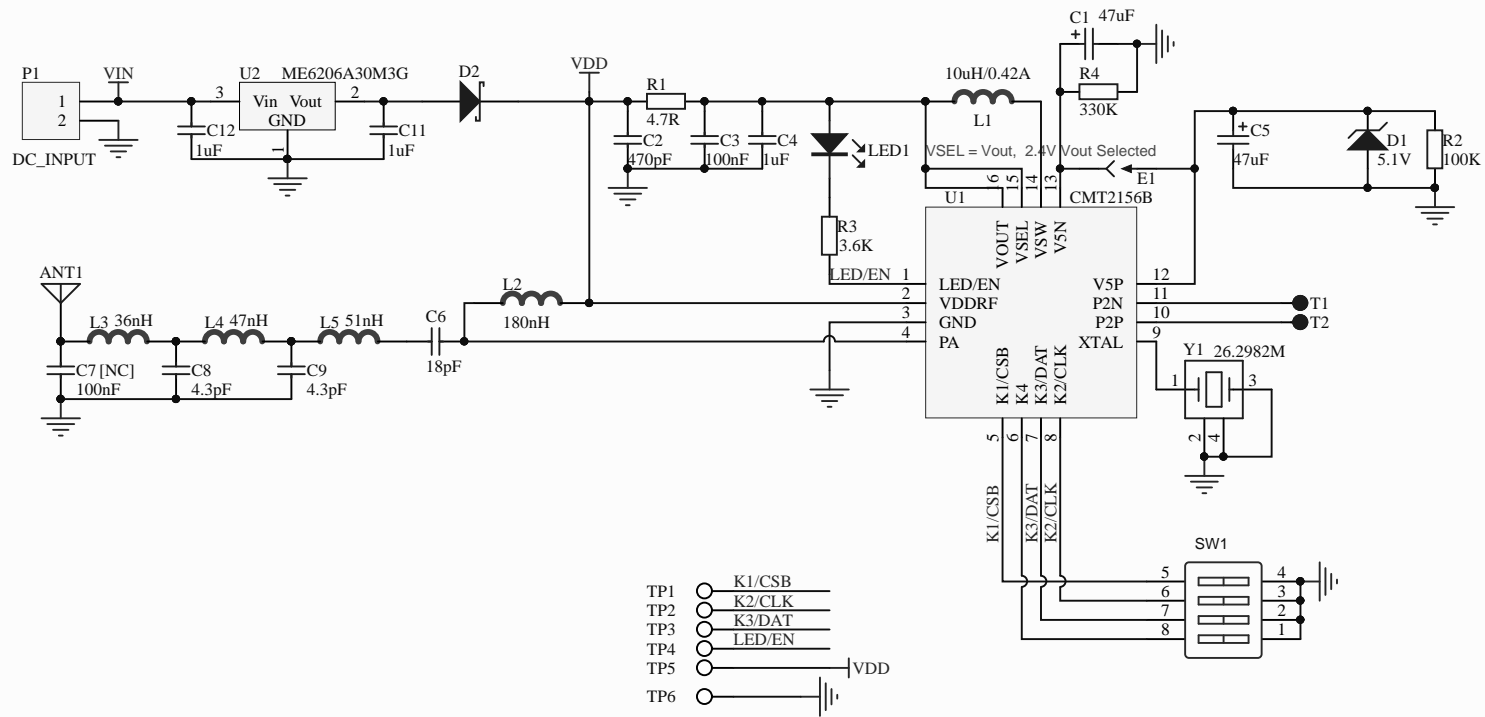 C1 47uF
P1
VIN
U2 ME6206A30M3G
D2
VDD
R1
4.7R
10uH/0.42A
L1
R4
330K
1
2
3
Vin Vout
GND
2
1
DC_INPUT
C12
1uF
C11
1uF
C2
470pF
C3
100nF
C4
1uF
LED1
VSEL = Vout, 2.4V Vout Selected
C5
47uF
D1
5.1V
R2
100K
E1
16
15
14
13
U1
CMT2156B
R3
3.6K
VOUT
VSEL
VSW
V5N
LED/EN
1
2
3
4
LED/EN
VDDRF
GND
PA
V5P
P2N
P2P
XTAL
12
11
10
9
T1
T2
ANT1
L2
180nH
L3 36nH
L4 47nH
L5 51nH
C6
18pF
C7 [NC]
100nF
C8
4.3pF
C9
4.3pF
K1/CSB
K4
K3/DAT
K2/CLK
Y1 26.2982M
1
3
2
4
5
6
7
8
K1/CSB
K3/DAT
K2/CLK
SW1
5
6
7
8
4
3
2
1
TP1 K1/CSB
TP2 K2/CLK
TP3 K3/DAT
TP4 LED/EN
TP5 VDD
TP6